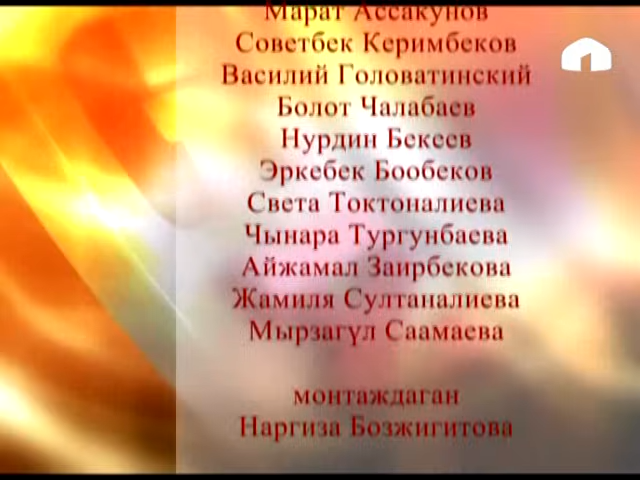 Марат Ассакунов
Советбек Керимбеков
Василий Головатинский
Болот Чалабаев
Нурдин Бекеев
Эркебек Бообеков
Света Токтоналиева
Чынара Тургунбаева
Айжамал Заирбекова
Жамиля Султаналиева
Мырзагүл Саамаева
монтаждаган
Наргиза Бозжигитова